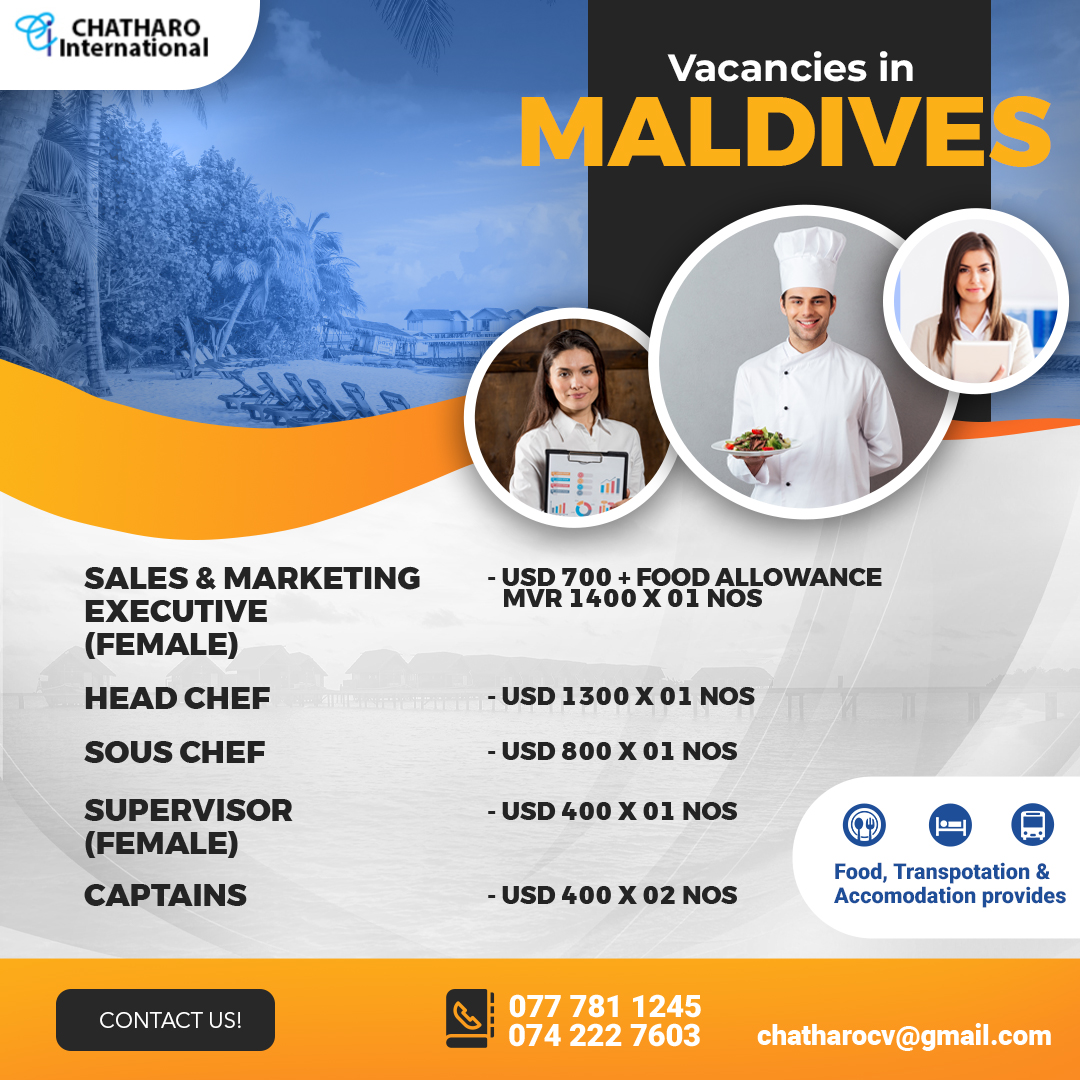 CHATHARO
International
Vacancies in
MALDIVES
SALES & MARKETING
EXECUTIVE
(FEMALE)
- USD 700 + FOOD ALLOWANCE
MVR 1400 X 01 NOS
HEAD CHEF
- USD 1300 X 01 NOS
SOUS CHEF
- USD 800 X 01 NOS
SUPERVISOR
(FEMALE)
- USD 400 X 01 NOS
CAPTAINS
- USD 400 X 02 NOS
Food, Transpotation &
Accomodation provides
CONTACT US!
077 781 1245
074 222 7603
chatharocv@gmail.com